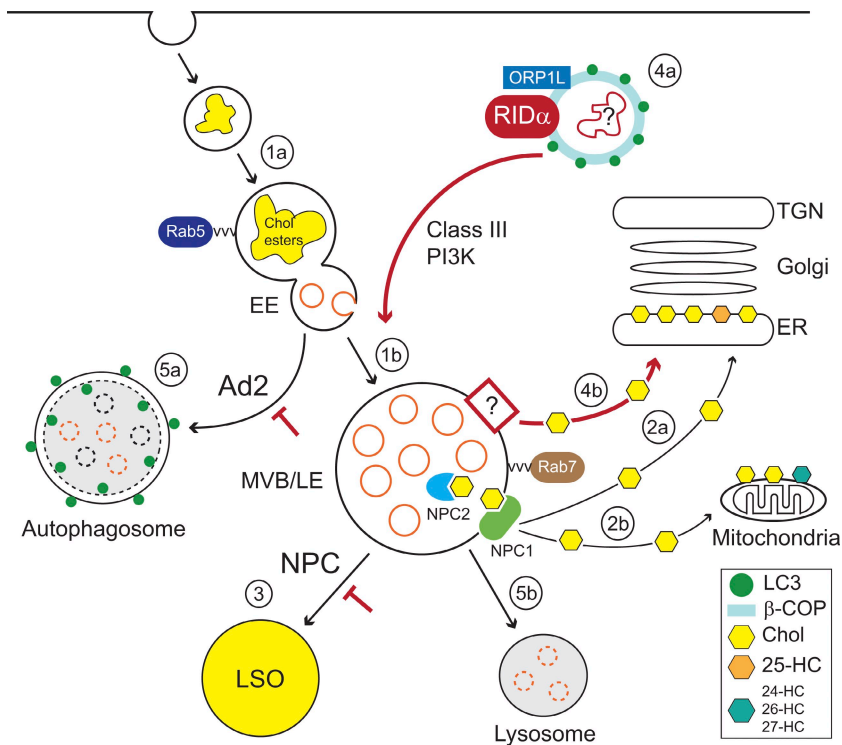 ORP1L
4a
RIDα
?
1a
Chol
esters
Rab5
Class III
PI3K
TGN
Golgi
EE
ER
1b
5a
Ad2
?
4b
2a
MVB/LE
Rab7
NPC2
NPC1
2b
Autophagosome
Mitochondria
NPC
3
5b
LSO
Lysosome
LC3
β-COP
Chol
25-HC
24-HC
26-HC
27-HC